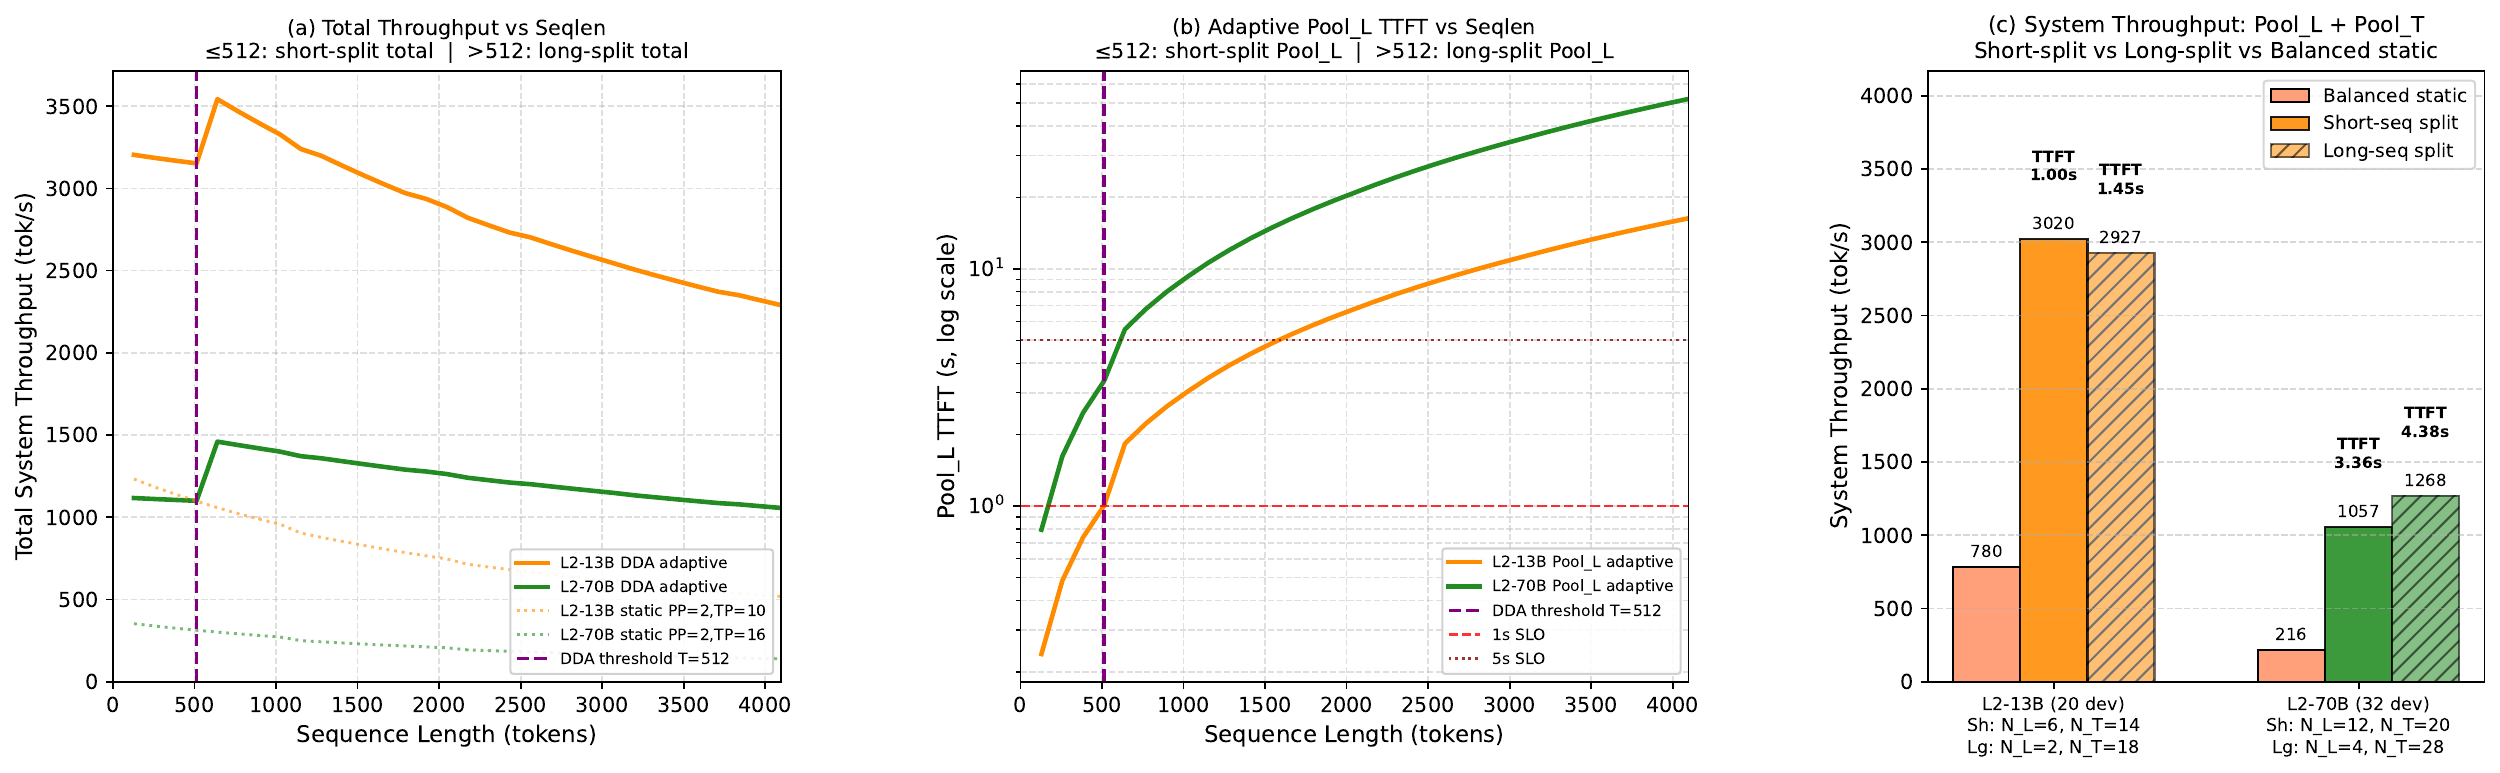 (a) Total Throughput vs Seqlen
≤512: short-split total | >512: long-split total
Total System Throughput (tok/s)
3500
3000
2500
2000
1500
1000
500
0
0 500 1000 1500 2000 2500 3000 3500 4000
Sequence Length (tokens)
L2-13B DDA adaptive
L2-70B DDA adaptive
L2-13B static PP=2,TP=10
L2-70B static PP=2,TP=16
DDA threshold T=512
(b) Adaptive Pool_L TTFT vs Seqlen
≤512: short-split Pool_L | >512: long-split Pool_L
Pool_L TTFT (s, log scale)
10¹
10⁰
0 500 1000 1500 2000 2500 3000 3500 4000
Sequence Length (tokens)
L2-13B Pool_L adaptive
L2-70B Pool_L adaptive
DDA threshold T=512
1s SLO
5s SLO
(c) System Throughput: Pool_L + Pool_T
Short-split vs Long-split vs Balanced static
System Throughput (tok/s)
4000
3500
3000
2500
2000
1500
1000
500
0
Balanced static
Short-seq split
Long-seq split
TTFT
1.00s
TTFT
1.45s
3020
2927
780
TTFT
4.38s
TTFT
3.36s
1268
1057
216
L2-13B (20 dev)
Sh: N_L=6, N_T=14
Lg: N_L=2, N_T=18
L2-70B (32 dev)
Sh: N_L=12, N_T=20
Lg: N_L=4, N_T=28